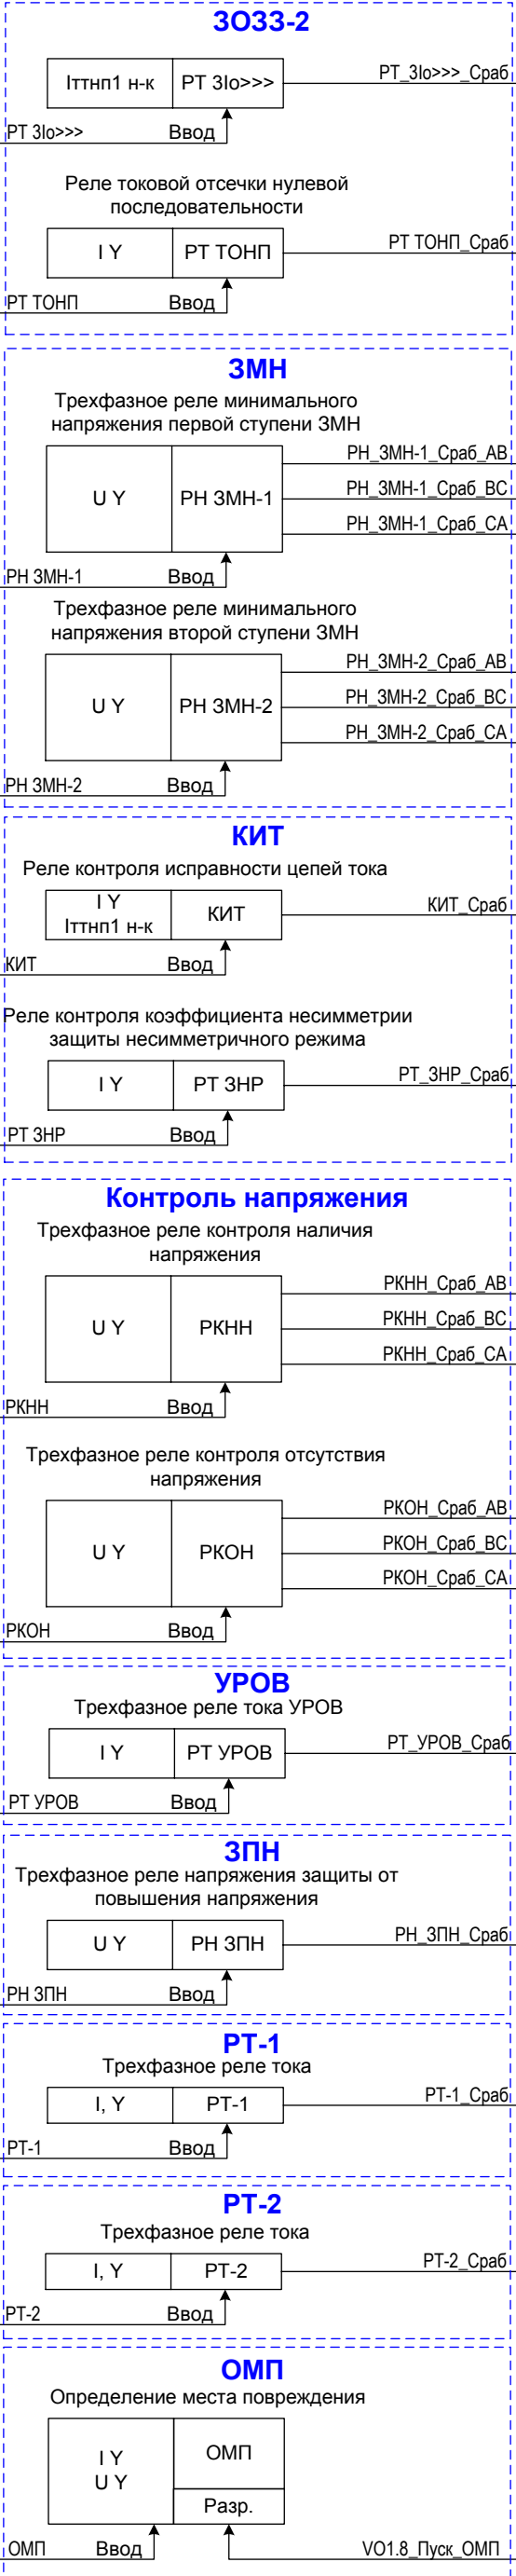 ЗОЗЗ-2
Iттнп1 н-к РТ 3Io>>> РТ_3Io>>>_Сраб
РТ 3Io>>> Ввод
Реле токовой отсечки нулевой
последовательности
I Y РТ ТОНП РТ ТОНП_Сраб
РТ ТОНП Ввод
ЗМН
Трехфазное реле минимального
напряжения первой ступени ЗМН
РН_ЗМН-1_Сраб_АВ
U Y РН ЗМН-1 РН_ЗМН-1_Сраб_ВС
РН_ЗМН-1_Сраб_СА
РН ЗМН-1 Ввод
Трехфазное реле минимального
напряжения второй ступени ЗМН
РН_ЗМН-2_Сраб_АВ
U Y РН ЗМН-2 РН_ЗМН-2_Сраб_ВС
РН_ЗМН-2_Сраб_СА
РН ЗМН-2 Ввод
КИТ
Реле контроля исправности цепей тока
I Y
Iттнп1 н-к КИТ КИТ_Сраб
КИТ Ввод
Реле контроля коэффициента несимметрии
защиты несимметричного режима
I Y РТ ЗНР РТ_ЗНР_Сраб
РТ ЗНР Ввод
Контроль напряжения
Трехфазное реле контроля наличия
напряжения
РКНН_Сраб_АВ
U Y РКНН РКНН_Сраб_ВС
РКНН_Сраб_СА
РКНН Ввод
Трехфазное реле контроля отсутствия
напряжения
РКОН_Сраб_АВ
U Y РКОН РКОН_Сраб_ВС
РКОН_Сраб_СА
РКОН Ввод
УРОВ
Трехфазное реле тока УРОВ
I Y РТ УРОВ РТ_УРОВ_Сраб
РТ УРОВ Ввод
ЗПН
Трехфазное реле напряжения защиты от
повышения напряжения
U Y РН ЗПН РН_ЗПН_Сраб
РН ЗПН Ввод
РТ-1
Трехфазное реле тока
I, Y РТ-1 РТ-1_Сраб
РТ-1 Ввод
РТ-2
Трехфазное реле тока
I, Y РТ-2 РТ-2_Сраб
РТ-2 Ввод
ОМП
Определение места повреждения
I Y ОМП
U Y
Разр.
ОМП Ввод VO1.8_Пуск_ОМП